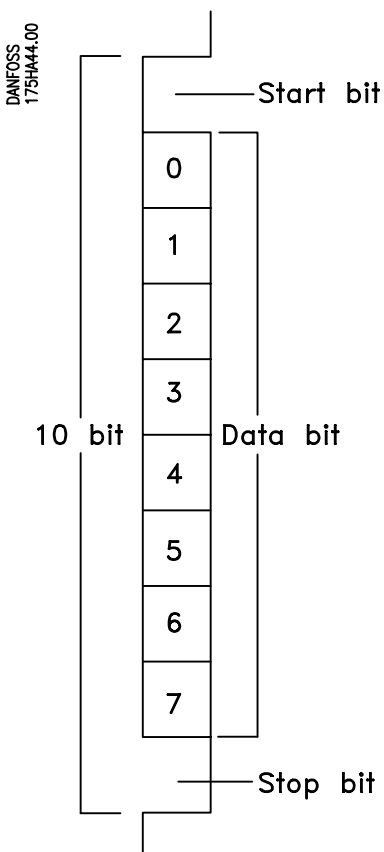 DANFOSS
175HA44.00
Start bit
0
1
2
3
10 bit
Data bit
4
5
6
7
Stop bit